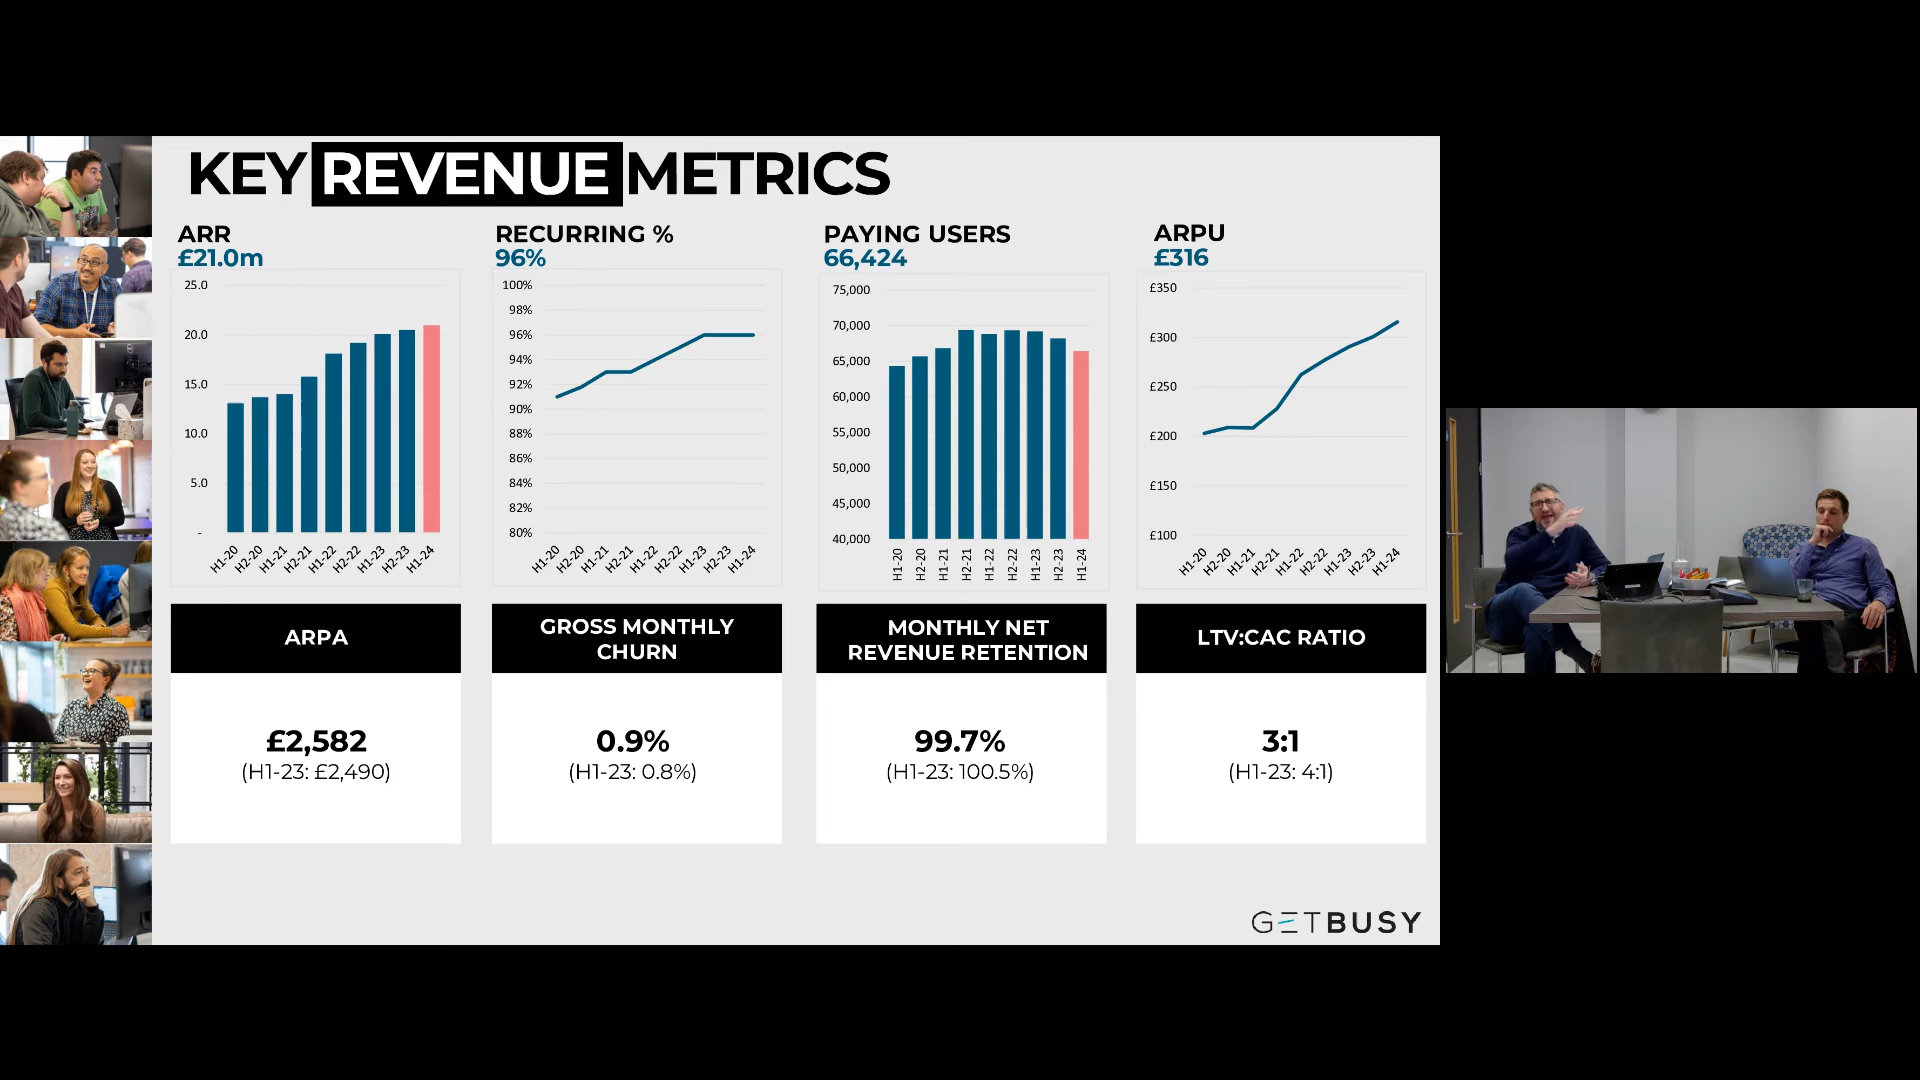 KEY REVENUE METRICS
ARR
£21.0m
25.0
20.0
15.0
10.0
5.0
-
H1-20 H2-20 H1-21 H2-21 H1-22 H2-22 H1-23 H2-23 H1-24
RECURRING %
96%
100%
98%
96%
94%
92%
90%
88%
86%
84%
82%
80%
H1-20 H2-20 H1-21 H2-21 H1-22 H2-22 H1-23 H2-23 H1-24
PAYING USERS
66,424
75,000
70,000
65,000
60,000
55,000
50,000
45,000
40,000
H1-20 H2-20 H1-21 H2-21 H1-22 H2-22 H1-23 H2-23 H1-24
ARPU
£316
£350
£300
£250
£200
£150
£100
H1-20 H2-20 H1-21 H2-21 H1-22 H2-22 H1-23 H2-23 H1-24
ARPA
£2,582
(H1-23: £2,490)
GROSS MONTHLY
CHURN
0.9%
(H1-23: 0.8%)
MONTHLY NET
REVENUE RETENTION
99.7%
(H1-23: 100.5%)
LTV:CAC RATIO
3:1
(H1-23: 4:1)
GETBUSY